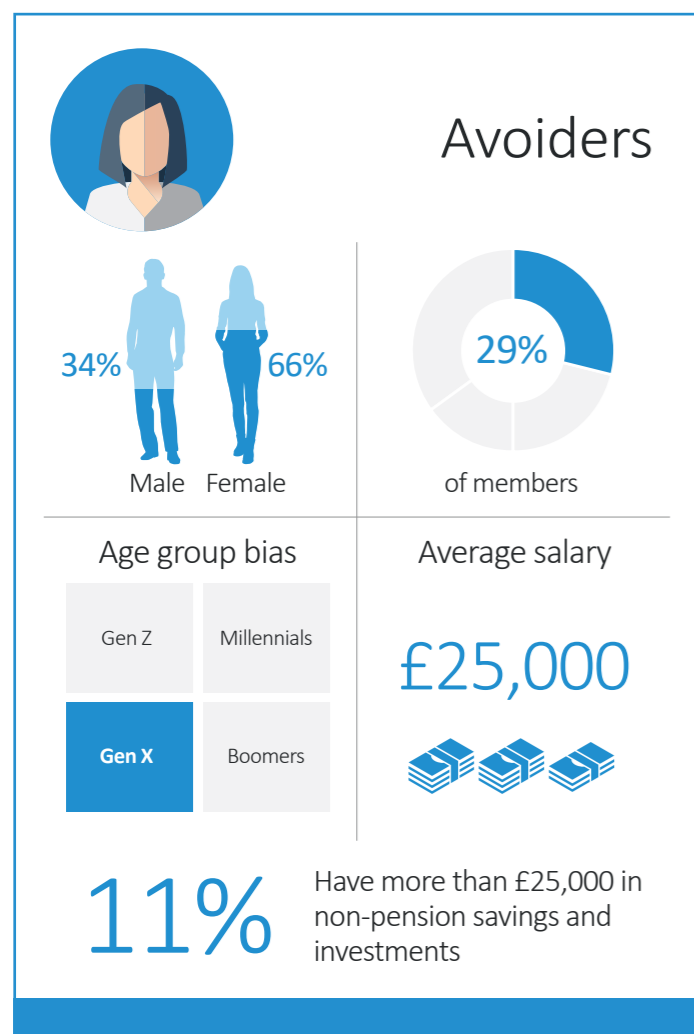 Avoiders
34%
66%
Male Female
29%
of members
Age group bias
Gen Z
Millennials
Gen X
Boomers
Average salary
£25,000
11%
Have more than £25,000 in
non-pension savings and
investments